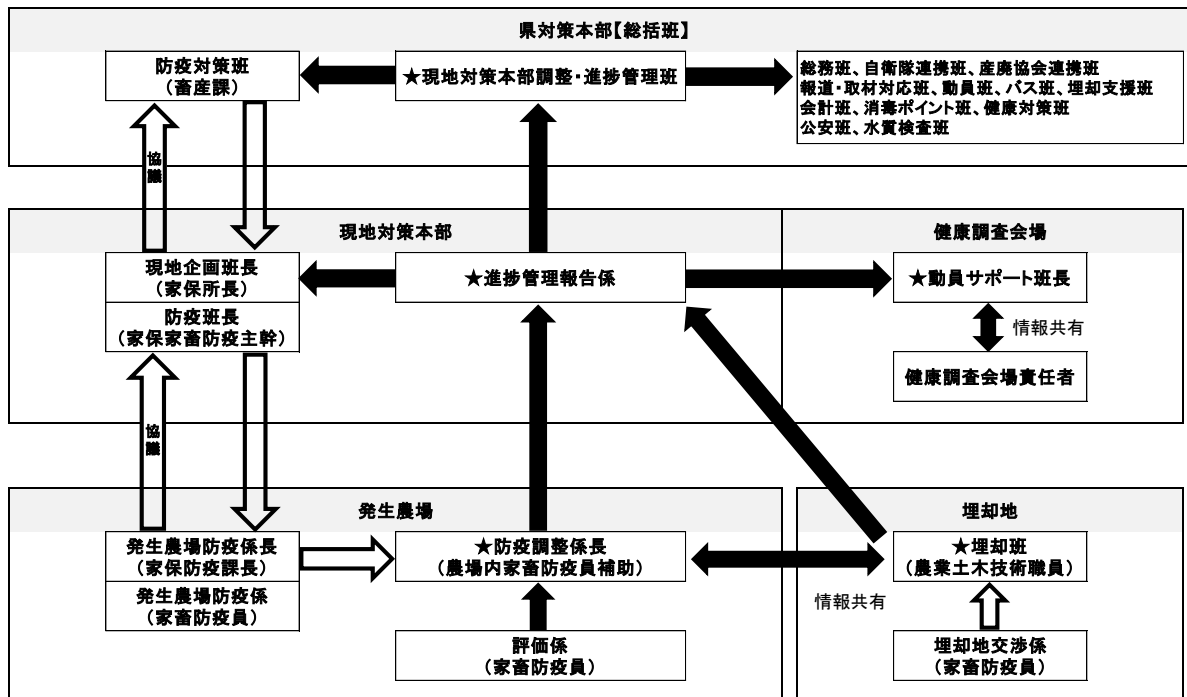 県対策本部【総括班】
防疫対策班
(畜産課)
★現地対策本部調整・進捗管理班
総務班、自衛隊連携班、産廃協会連携班
報道・取材対応班、動員班、バス班、埋却支援班
会計班、消毒ポイント班、健康対策班
公安班、水質検査班
協議
現地対策本部
健康調査会場
現地企画班長
(家保所長)
防疫班長
(家保家畜防疫主幹)
★進捗管理報告係
★動員サポート班長
情報共有
健康調査会場責任者
協議
発生農場
埋却地
発生農場防疫係長
(家保防疫課長)
発生農場防疫係
(家畜防疫員)
★防疫調整係長
(農場内家畜防疫員補助)
★埋却班
(農業土木技術職員)
情報共有
評価係
(家畜防疫員)
埋却地交渉係
(家畜防疫員)